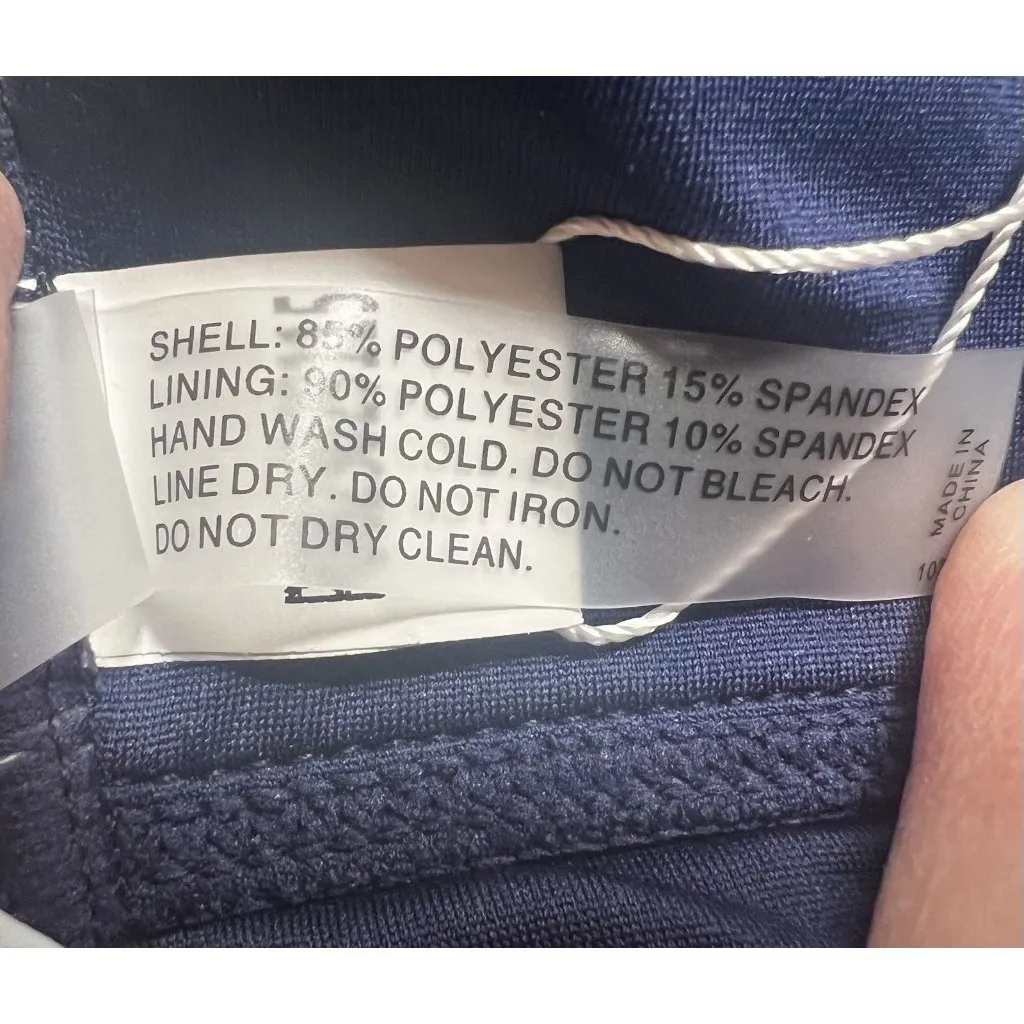 SHELL: 85% POLYESTER 15% SPANDEX
LINING: 90% POLYESTER 10% SPANDEX
HAND WASH COLD. DO NOT BLEACH.
LINE DRY. DO NOT IRON.
DO NOT DRY CLEAN.
MADE IN
CHINA